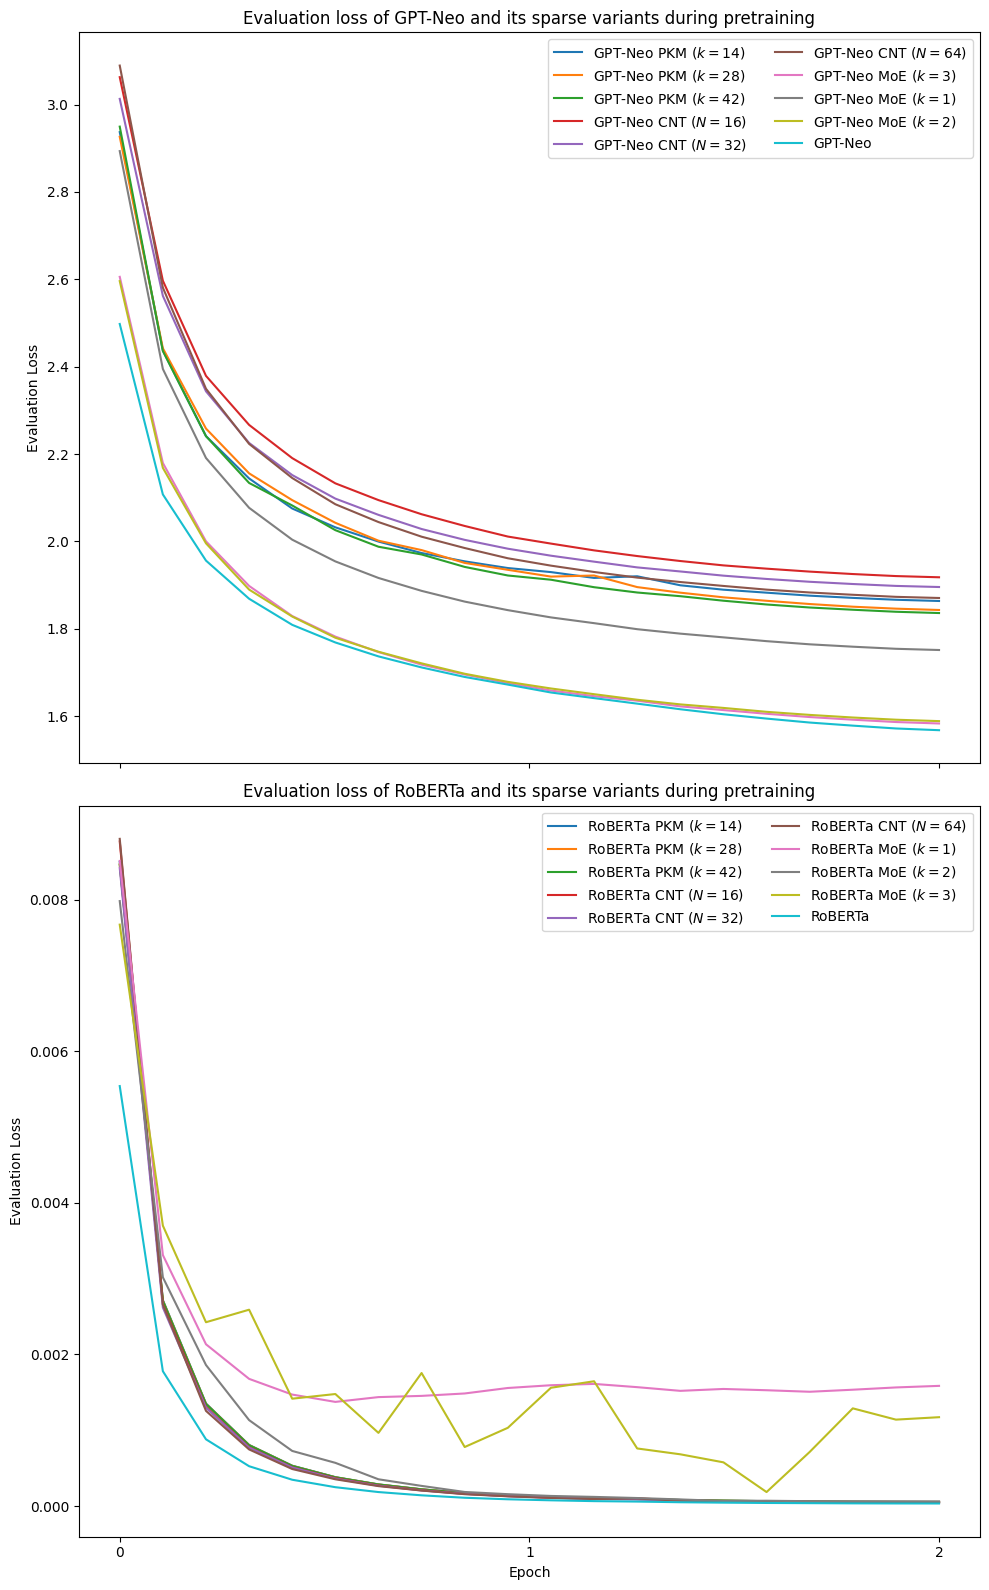 Evaluation loss of GPT-Neo and its sparse variants during pretraining
GPT-Neo PKM (k = 14)
GPT-Neo PKM (k = 28)
GPT-Neo PKM (k = 42)
GPT-Neo CNT (N = 16)
GPT-Neo CNT (N = 32)
GPT-Neo CNT (N = 64)
GPT-Neo MoE (k = 3)
GPT-Neo MoE (k = 1)
GPT-Neo MoE (k = 2)
GPT-Neo
3.0
2.8
2.6
2.4
2.2
2.0
1.8
1.6
Evaluation Loss
Evaluation loss of RoBERTa and its sparse variants during pretraining
RoBERTa PKM (k = 14)
RoBERTa PKM (k = 28)
RoBERTa PKM (k = 42)
RoBERTa CNT (N = 16)
RoBERTa CNT (N = 32)
RoBERTa CNT (N = 64)
RoBERTa MoE (k = 1)
RoBERTa MoE (k = 2)
RoBERTa MoE (k = 3)
RoBERTa
0.008
0.006
0.004
0.002
0.000
Evaluation Loss
0
1
2
Epoch